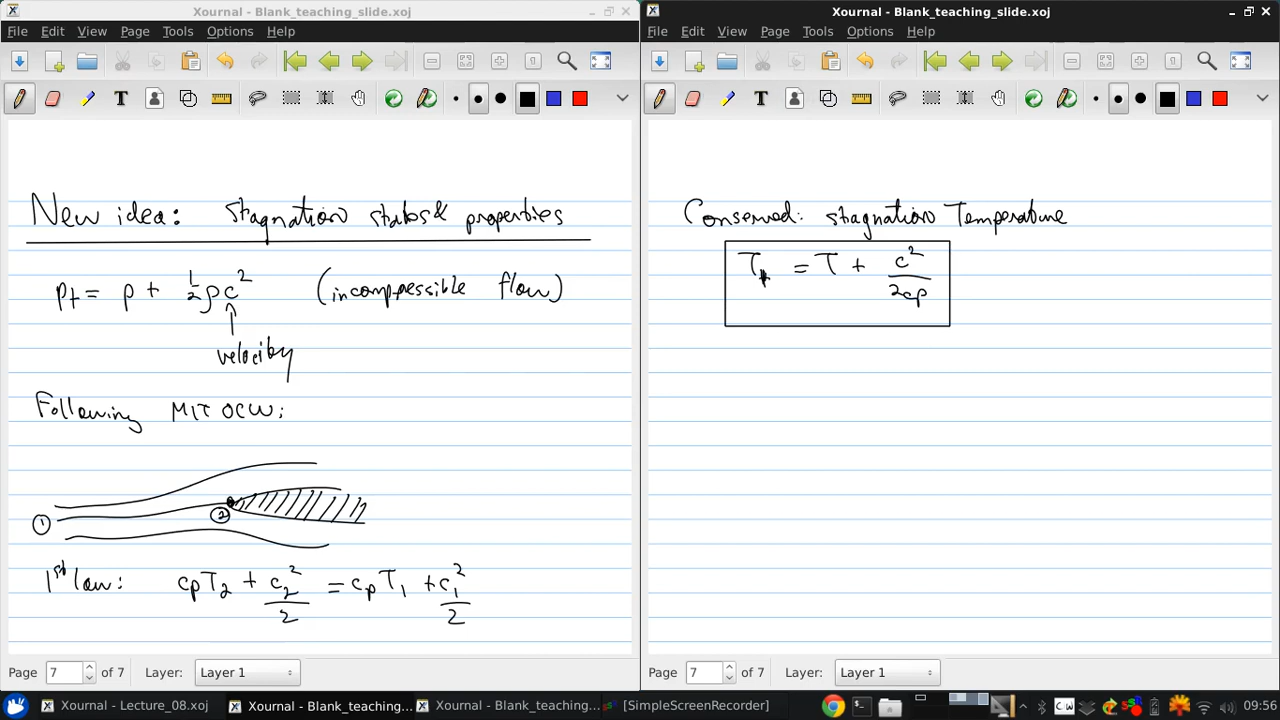 Xournal - Blank_teaching_slide.xoj
File Edit View Page Tools Options Help
New idea: Stagnation states & properties
Pt = p + 1/2 ρc² (incompressible flow)
velocity
Following MIT OCW:
①
②
1st law: cpT₂ + c₂²/2 = cpT₁ + c₁²/2
Page 7 of 7 Layer: Layer 1
Xournal - Blank_teaching_slide.xoj
File Edit View Page Tools Options Help
Conserved: stagnation Temperature
Tt = T + c²/2cp
Page 7 of 7 Layer: Layer 1
Xournal - Lecture_08.xoj Xournal - Blank_teaching... Xournal - Blank_teaching... [SimpleScreenRecorder] 09:56